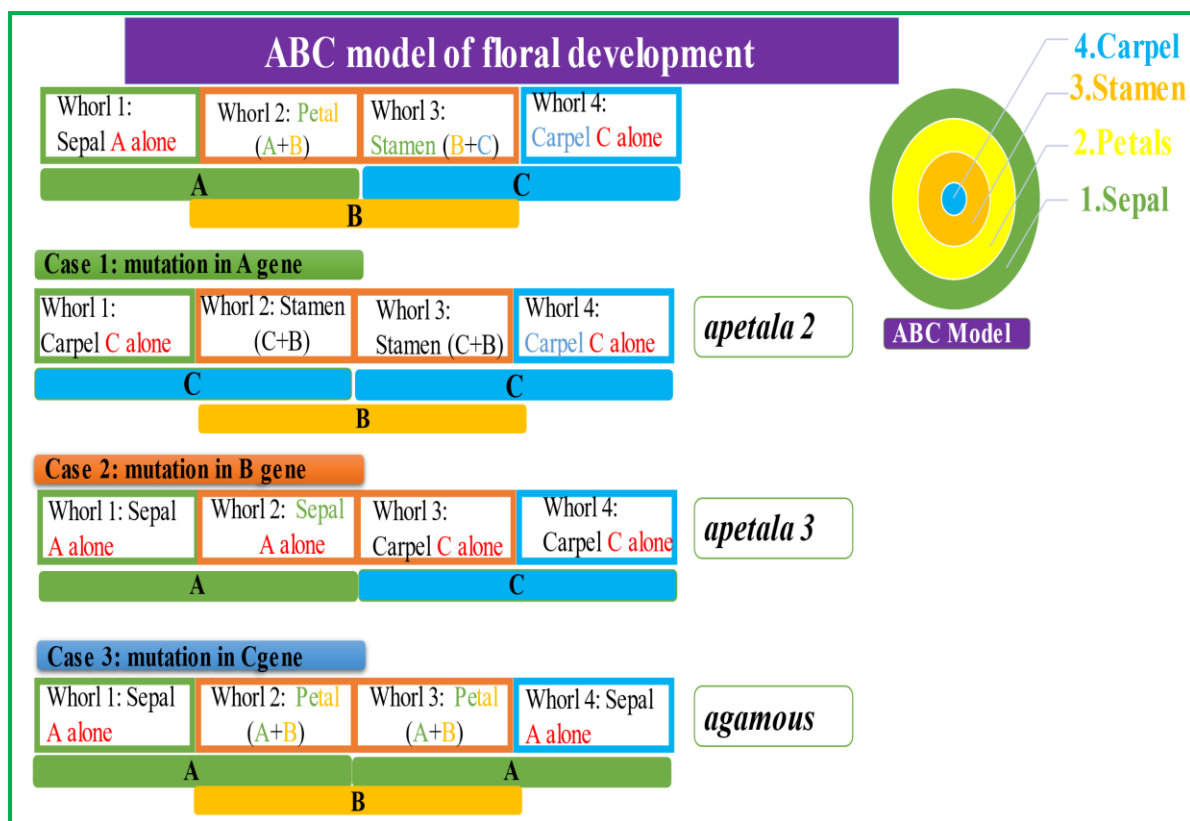 ABC model of floral development
Whorl 1:
Sepal A alone
Whorl 2: Petal
(A+B)
Whorl 3:
Stamen (B+C)
Whorl 4:
Carpel C alone
A
C
B
4.Carpel
3.Stamen
2.Petals
1.Sepal
ABC Model
Case 1: mutation in A gene
Whorl 1:
Carpel C alone
Whorl 2: Stamen
(C+B)
Whorl 3:
Stamen (C+B)
Whorl 4:
Carpel C alone
apetala 2
C
C
B
Case 2: mutation in B gene
Whorl 1: Sepal
A alone
Whorl 2: Sepal
A alone
Whorl 3:
Carpel C alone
Whorl 4:
Carpel C alone
apetala 3
A
C
Case 3: mutation in Cgene
Whorl 1: Sepal
A alone
Whorl 2: Petal
(A+B)
Whorl 3: Petal
(A+B)
Whorl 4: Sepal
A alone
agamous
A
A
B